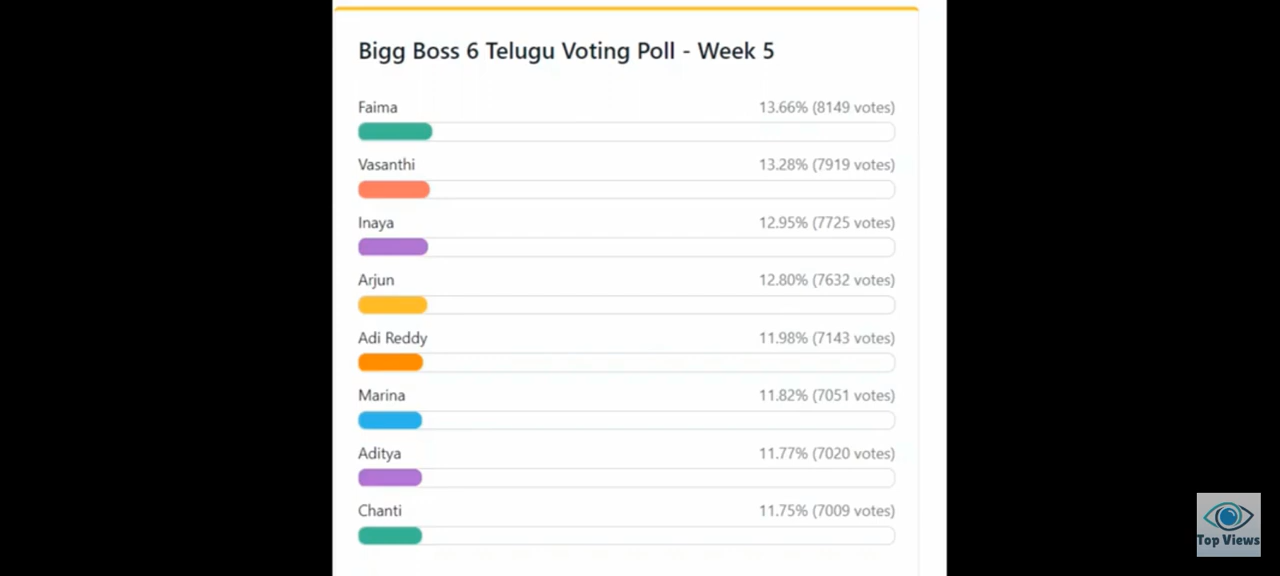 Bigg Boss 6 Telugu Voting Poll - Week 5
Faima 13.66% (8149 votes)
Vasanthi 13.28% (7919 votes)
Inaya 12.95% (7725 votes)
Arjun 12.80% (7632 votes)
Adi Reddy 11.98% (7143 votes)
Marina 11.82% (7051 votes)
Aditya 11.77% (7020 votes)
Chanti 11.75% (7009 votes)
Top Views